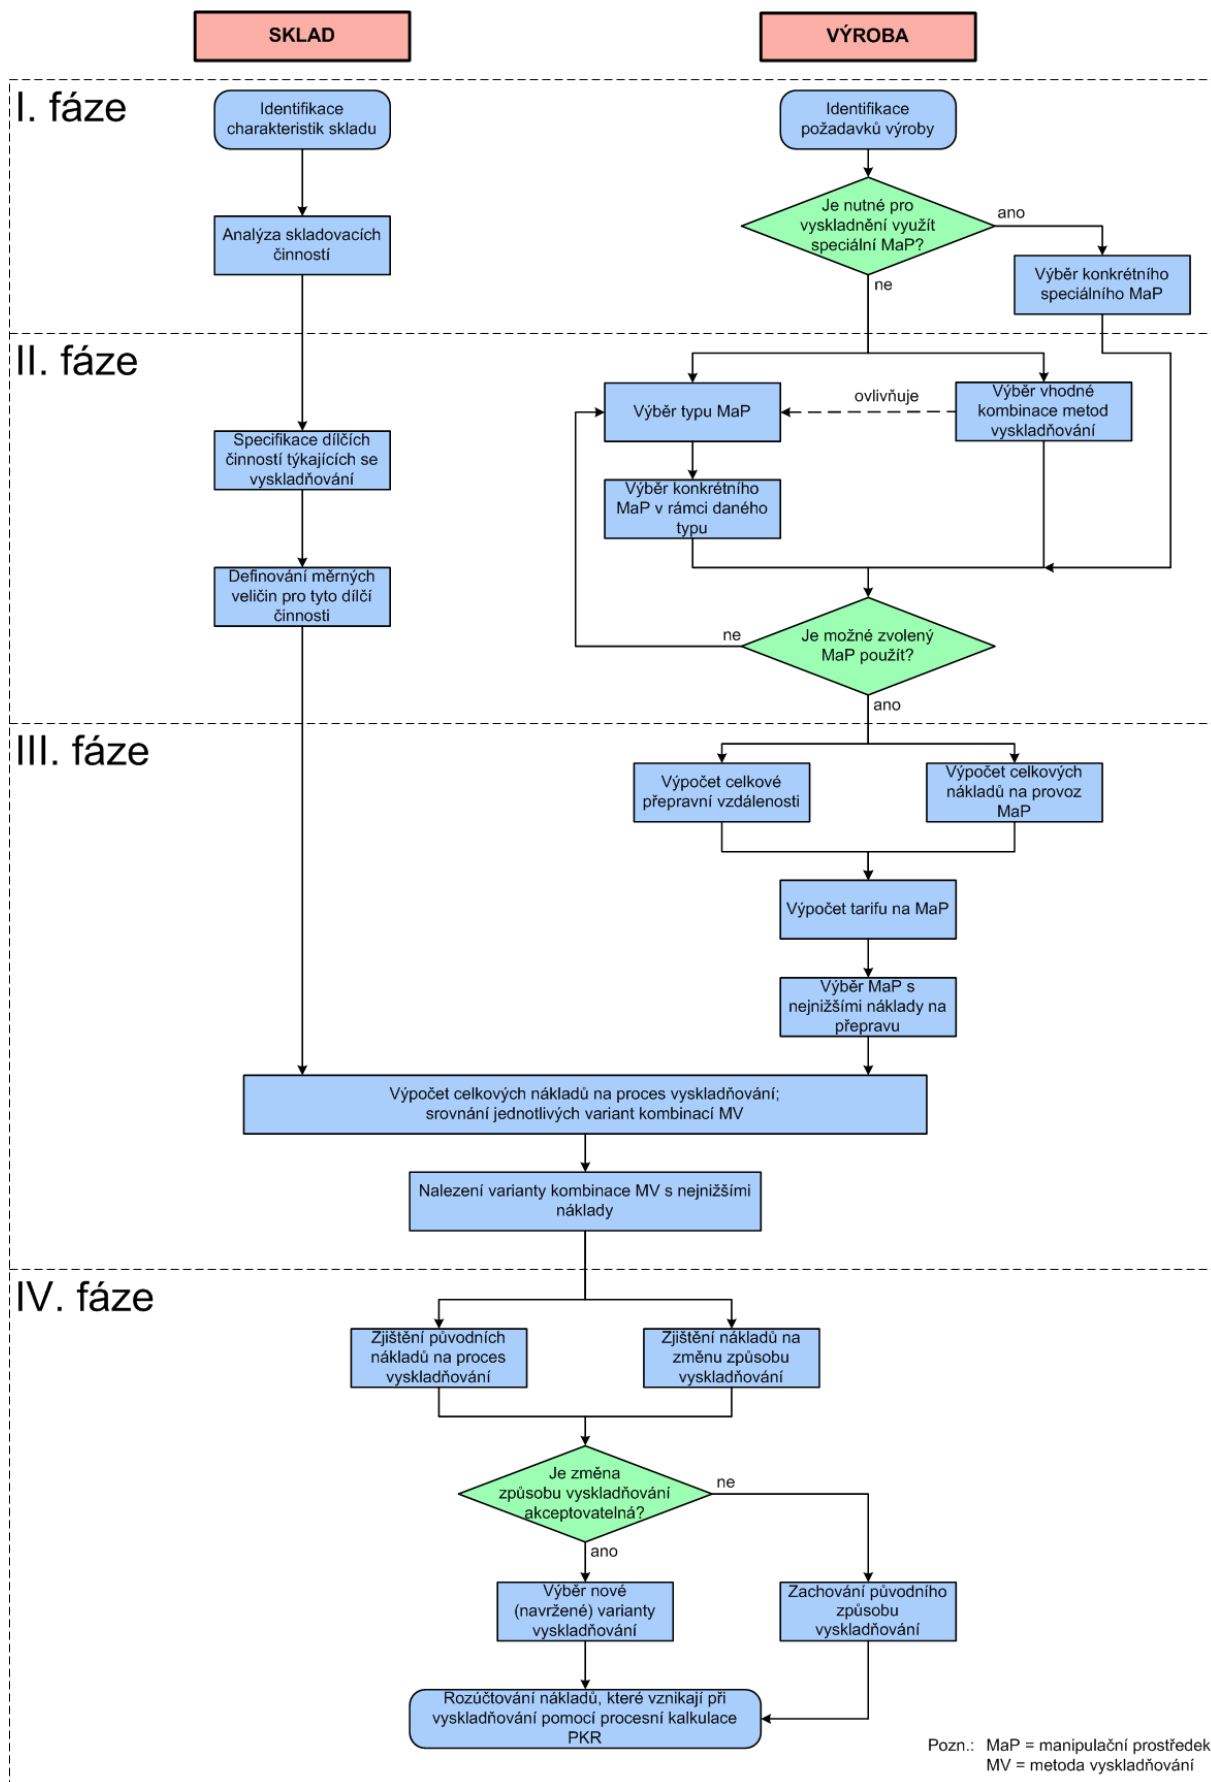 SKLAD
VÝROBA
I. fáze
Identifikace
charakteristik skladu
Identifikace
požadavků výroby
Je nutné pro
vyskladnění využít
speciální MaP?
ano
ne
Analýza skladovacích
činností
Výběr konkrétního
speciálního MaP
II. fáze
Výběr typu MaP
ovlivňuje
Výběr vhodné
kombinace metod
vyskladňování
Specifikace dílčích
činností týkajících se
vyskladňování
Výběr konkrétního
MaP v rámci daného
typu
Definování měrných
veličin pro tyto dílčí
činnosti
ne
Je možné zvolený
MaP použít?
ano
III. fáze
Výpočet celkové
přepravní vzdálenosti
Výpočet celkových
nákladů na provoz
MaP
Výpočet tarifu na MaP
Výběr MaP s
nejnižšími náklady na
přepravu
Výpočet celkových nákladů na proces vyskladňování;
srovnání jednotlivých variant kombinací MV
Nalezení varianty kombinace MV s nejnižšími
náklady
IV. fáze
Zjištění původních
nákladů na proces
vyskladňování
Zjištění nákladů na
změnu způsobu
vyskladňování
Je změna
způsobu vyskladňování
akceptovatelná?
ne
ano
Výběr nové
(navržené) varianty
vyskladňování
Zachování původního
způsobu
vyskladňování
Rozúčtování nákladů, které vznikají při
vyskladňování pomocí procesní kalkulace
PKR
Pozn.: MaP = manipulační prostředek
MV = metoda vyskladňování